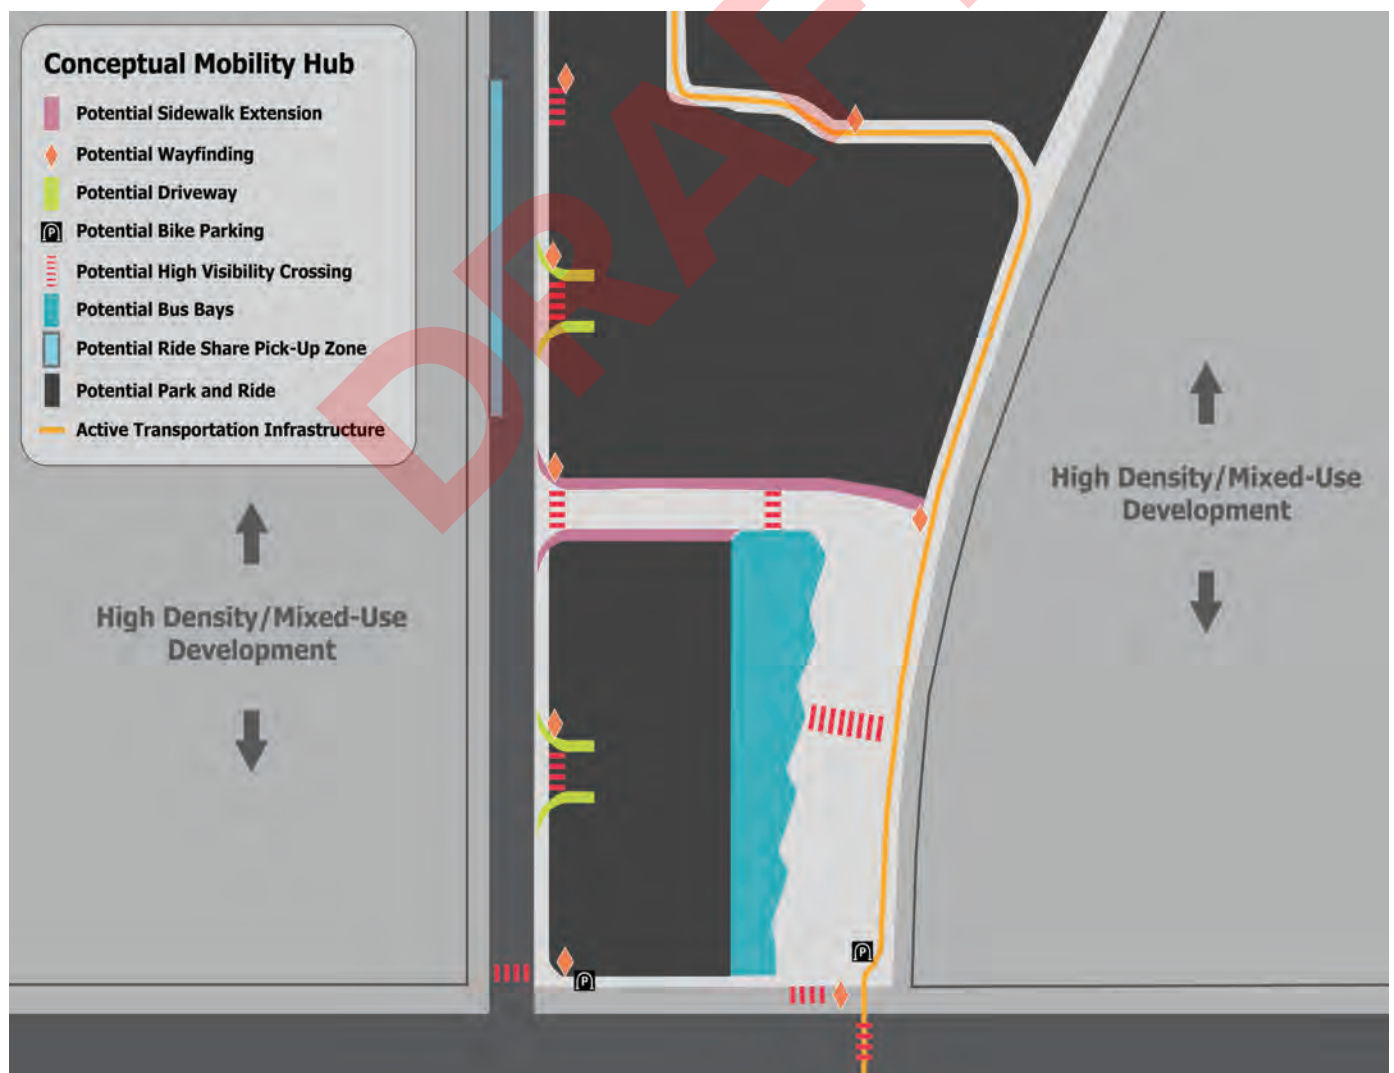 Conceptual Mobility Hub
Potential Sidewalk Extension
Potential Wayfinding
Potential Driveway
P Potential Bike Parking
Potential High Visibility Crossing
Potential Bus Bays
Potential Ride Share Pick-Up Zone
Potential Park and Ride
Active Transportation Infrastructure
High Density/Mixed-Use
Development
High Density/Mixed-Use
Development
P
P
DRAF